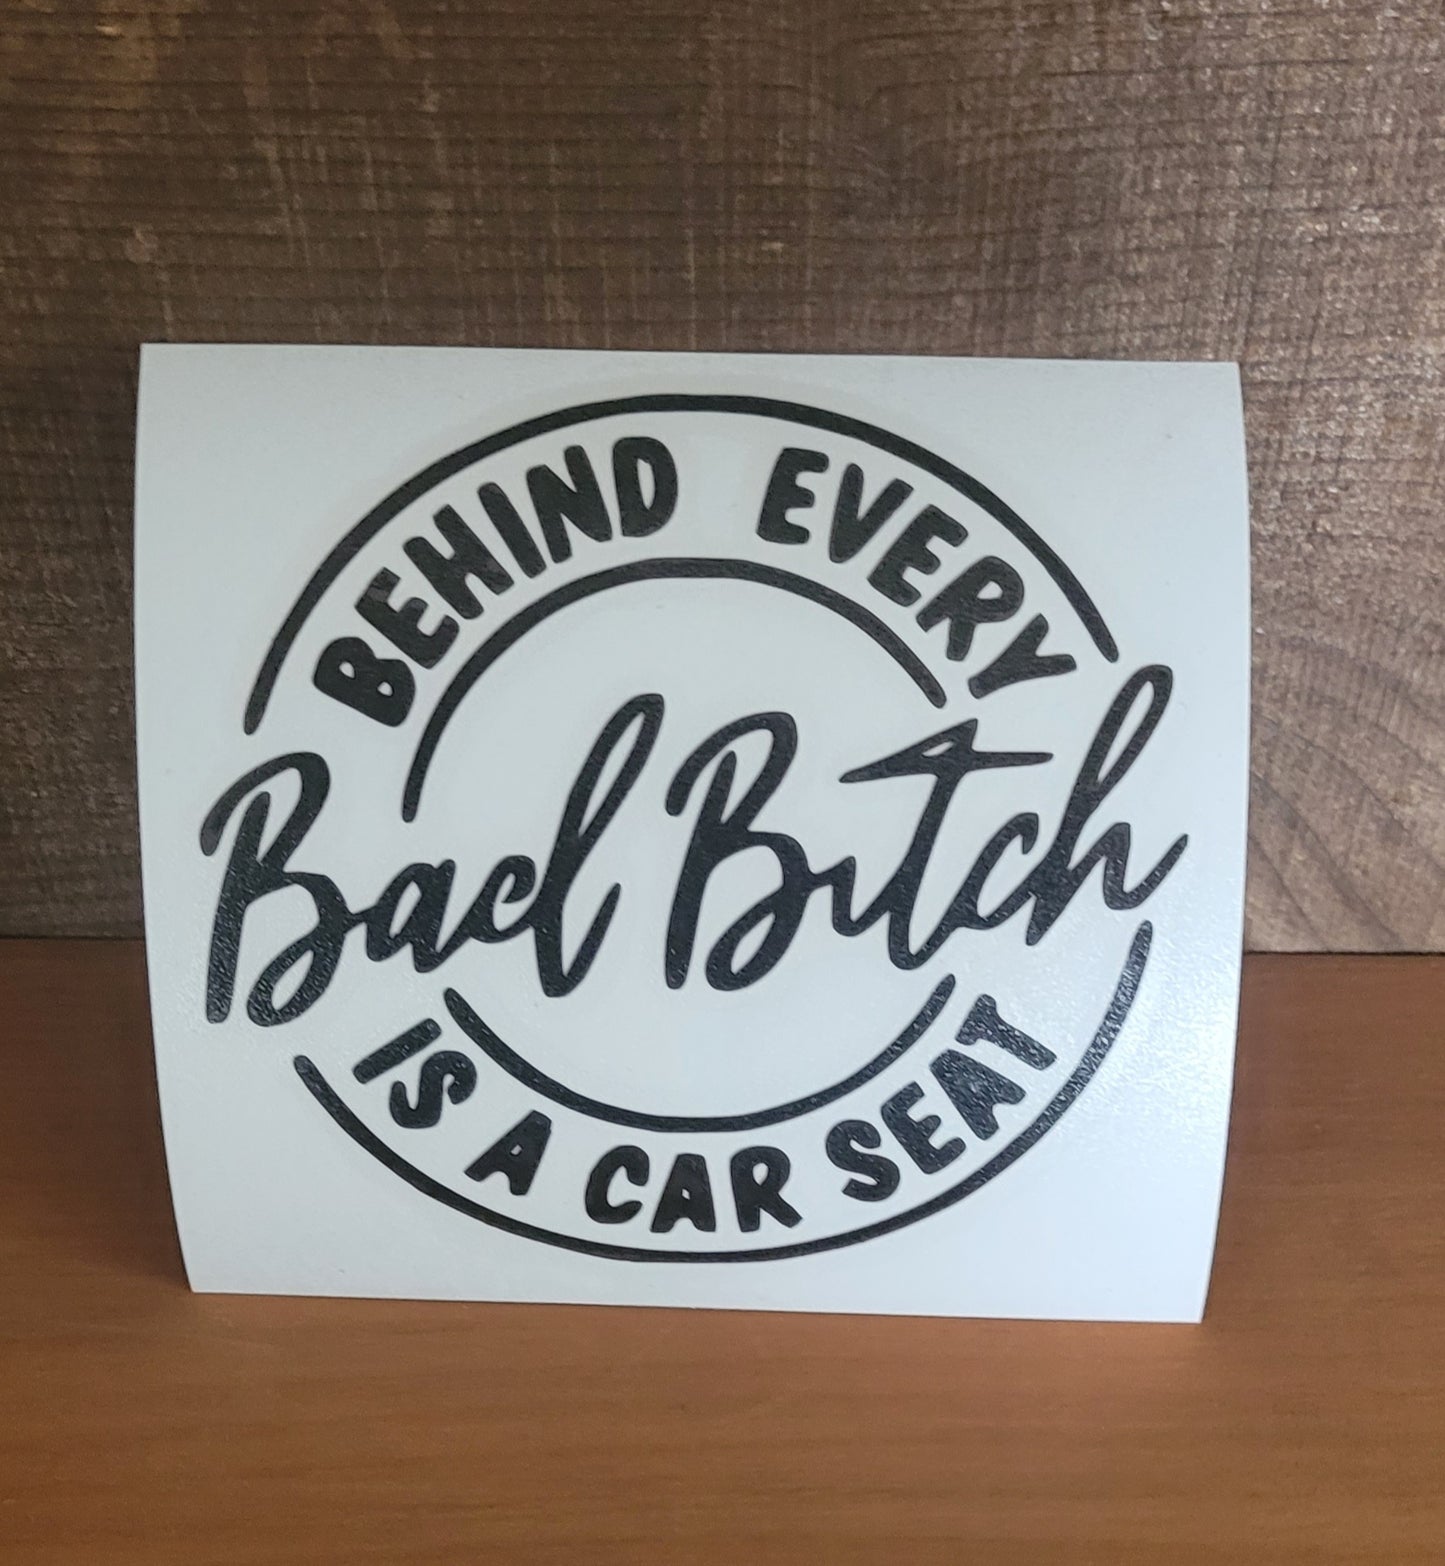 BEHIND EVERY
Bad Bitch
IS A CAR SEAT